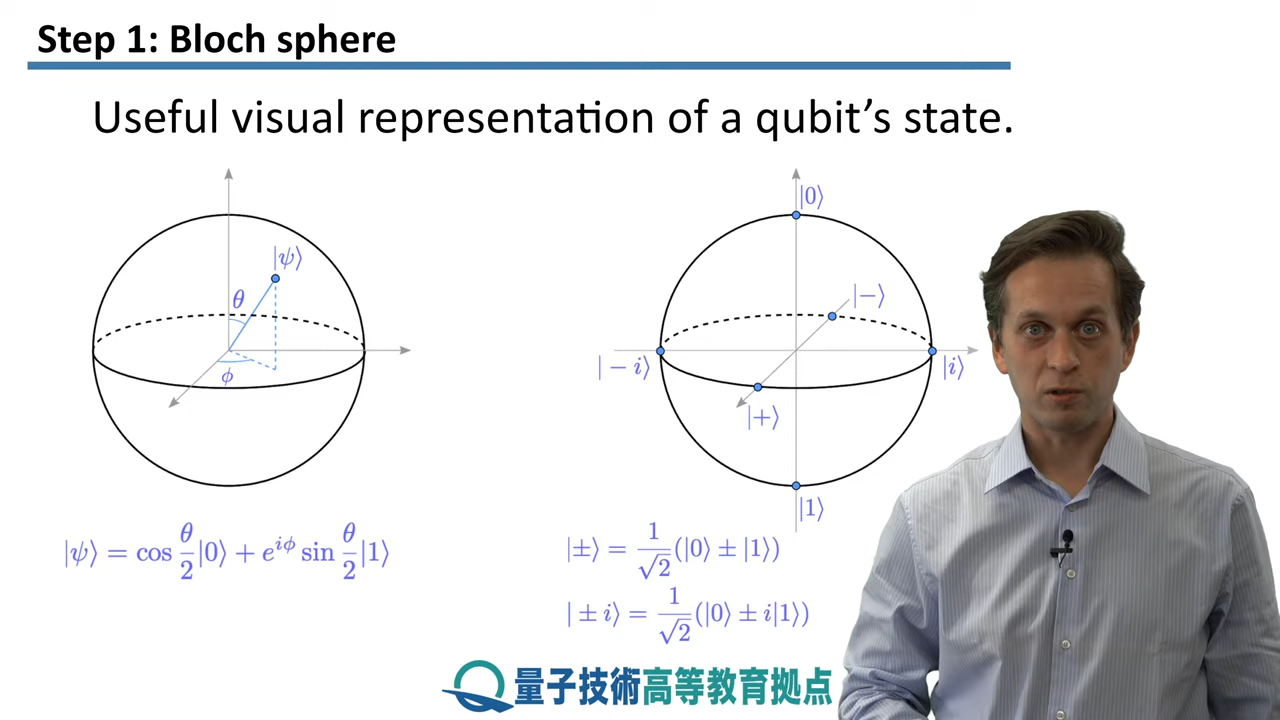 Step 1: Bloch sphere
Useful visual representation of a qubit's state.
|ψ⟩
θ
ϕ
|0⟩
|−⟩
|−i⟩
|i⟩
|+⟩
|1⟩
|ψ⟩ = cos θ/2 |0⟩ + e^{iϕ} sin θ/2 |1⟩
|±⟩ = 1/√2 (|0⟩ ± |1⟩)
|±i⟩ = 1/√2 (|0⟩ ± i|1⟩)
量子技術高等教育拠点